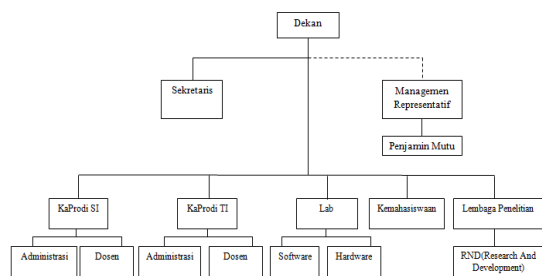 Dekan
Sekretaris
Managemen
Representatif
Penjamin Mutu
KaProdi SI
KaProdi TI
Lab
Kemahasiswaan
Lembaga Penelitian
Administrasi
Dosen
Administrasi
Dosen
Software
Hardware
RND(Research And
Development)